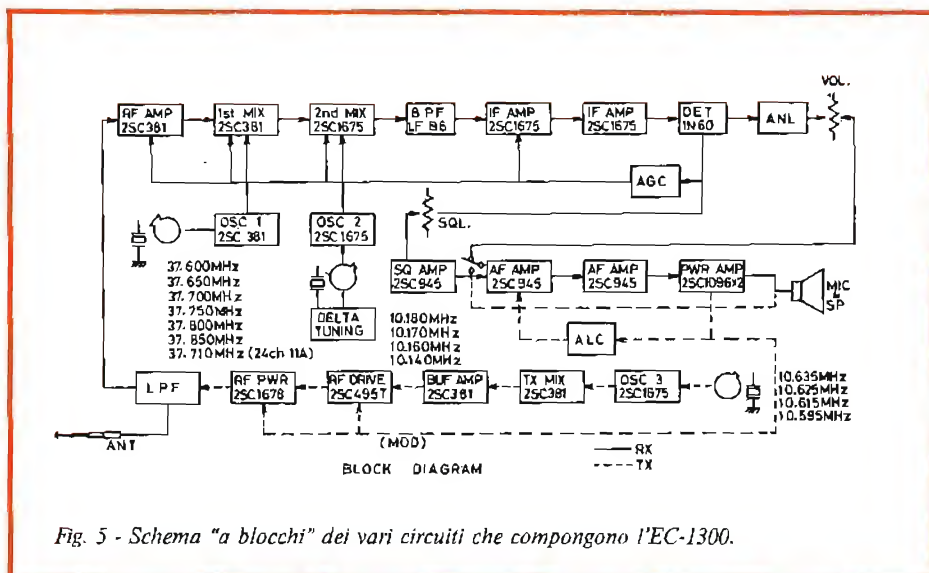 VOL.
RF AMP
2SC381
1st MIX
2SC381
2nd MIX
2SC1675
B PF
LF B6
IF AMP
2SC1675
IF AMP
2SC1675
DET
1N60
ANL
AGC
OSC 1
2SC 381
OSC 2
2SC1675
SQL.
37.600MHz
37.650MHz
37.700MHz
37.750MHz
37.800MHz
37.850MHz
37.710MHz (24ch 11A)
DELTA
TUNING
SQ AMP
2SC945
AF AMP
2SC945
AF AMP
2SC945
PWR AMP
2SC1096×2
MIC
&
SP
10.180MHz
10.170MHz
10.160MHz
10.140MHz
ALC
LPF
RF PWR
2SC1678
RF DRIVE
2SC495T
BUF AMP
2SC381
TX MIX
2SC381
OSC 3
2SC1675
10.635MHz
10.625MHz
10.615MHz
10.595MHz
ANT
(MOD)
BLOCK DIAGRAM
RX
TX
Fig. 5 - Schema "a blocchi" dei vari circuiti che compongono l'EC-1300.